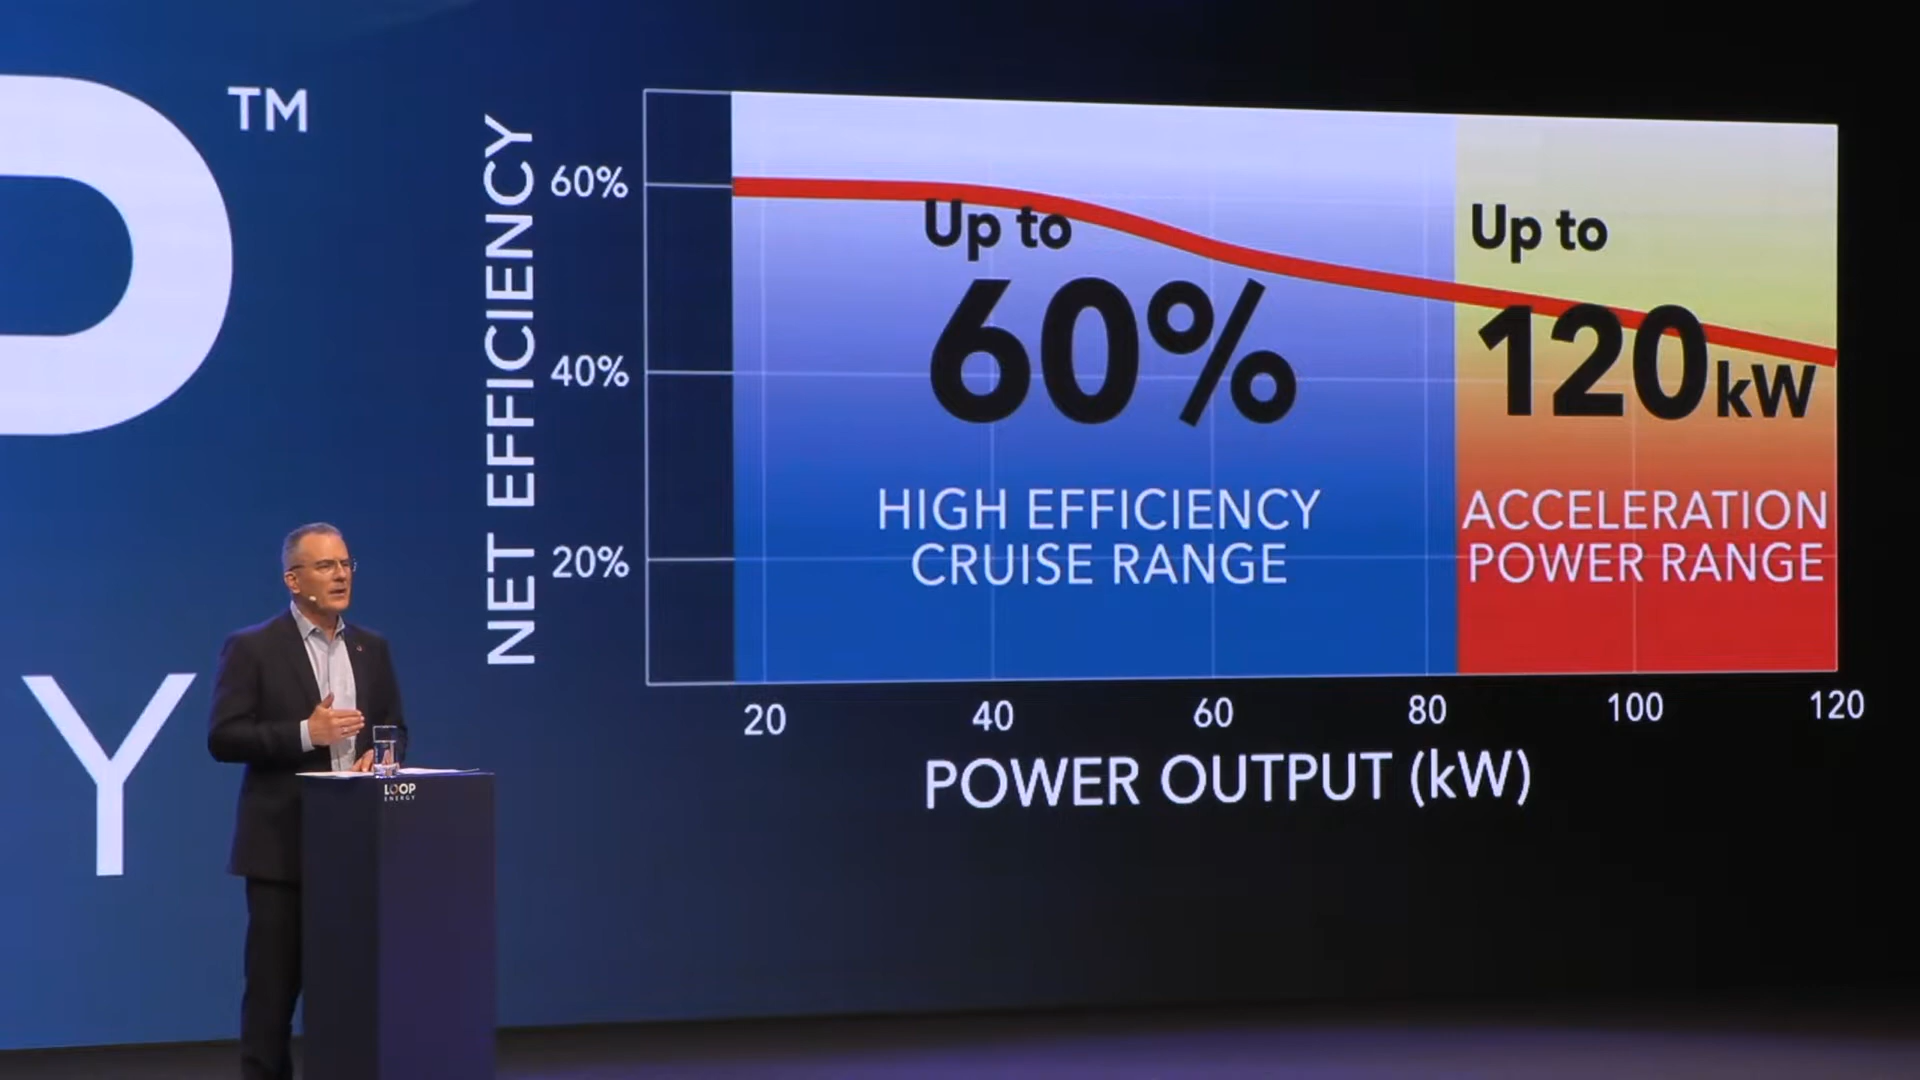 P™
Y
NET EFFICIENCY
60%
40%
20%
Up to
60%
HIGH EFFICIENCY
CRUISE RANGE
Up to
120kW
ACCELERATION
POWER RANGE
20 40 60 80 100 120
POWER OUTPUT (kW)
LOOP
ENERGY